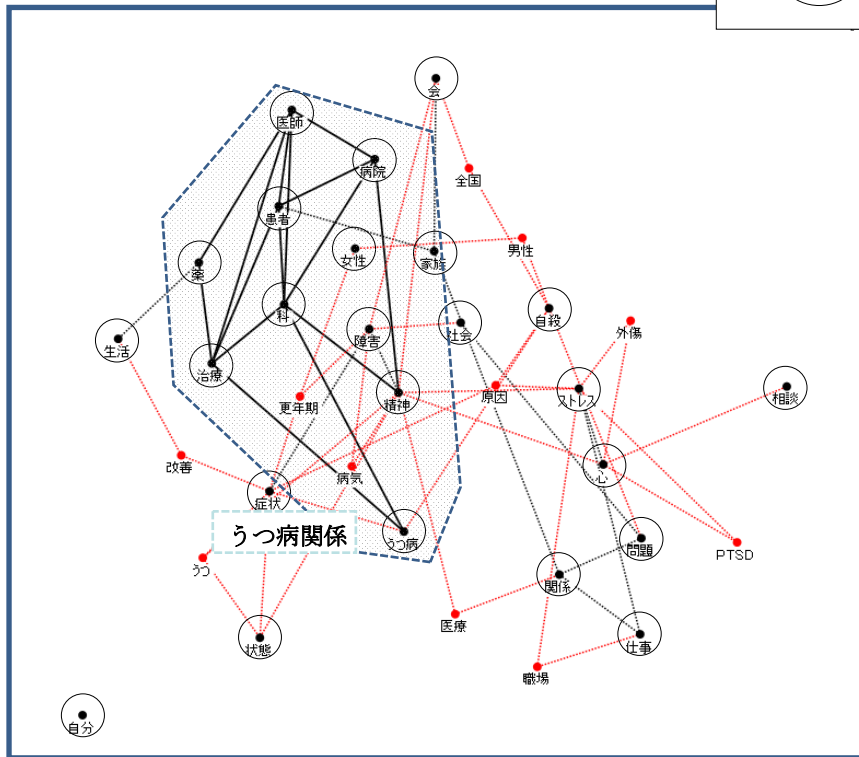 会
医師
病院
全国
患者
男性
女性
家族
薬
科
自殺
障害
社会
外傷
生活
治療
精神
原因
ストレス
相談
更年期
改善
病気
心
症状
うつ病関係
うつ病
問題
PTSD
うつ
関係
医療
状態
仕事
職場
自分